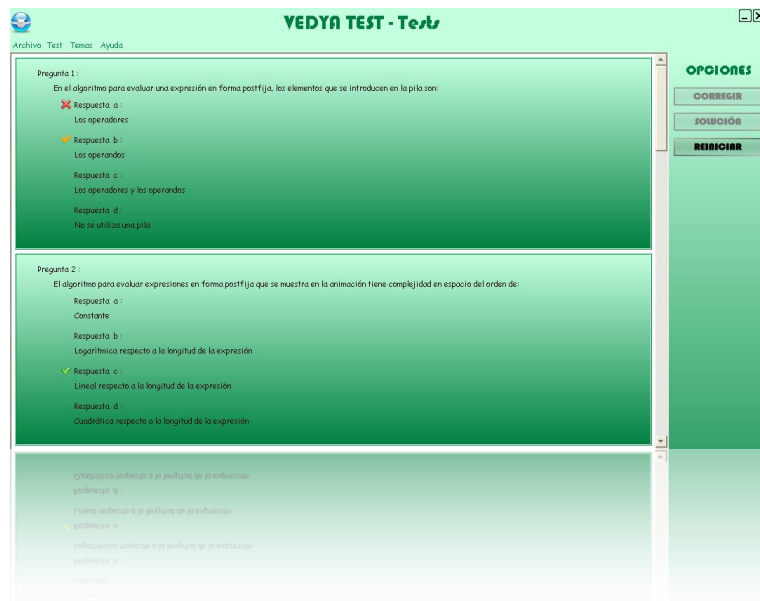 VEDYA TEST - Tests
Archivo Test Temas Ayuda
Pregunta 1 :
En el algoritmo para evaluar una expresión en forma postfija, los elementos que se introducen en la pila son:
Respuesta a :
Los operadores
Respuesta b :
Los operandos
Respuesta c :
Los operadores y los operandos
Respuesta d :
No se utiliza una pila
Pregunta 2 :
El algoritmo para evaluar expresiones en forma postfija que se muestra en la animación tiene complejidad en espacio del orden de:
Respuesta a :
Constante
Respuesta b :
Logarítmica respecto a la longitud de la expresión
Respuesta c :
Lineal respecto a la longitud de la expresión
Respuesta d :
Cuadrática respecto a la longitud de la expresión
OPCIONES
CORREGIR
SOLUCIÓN
REINICIAR